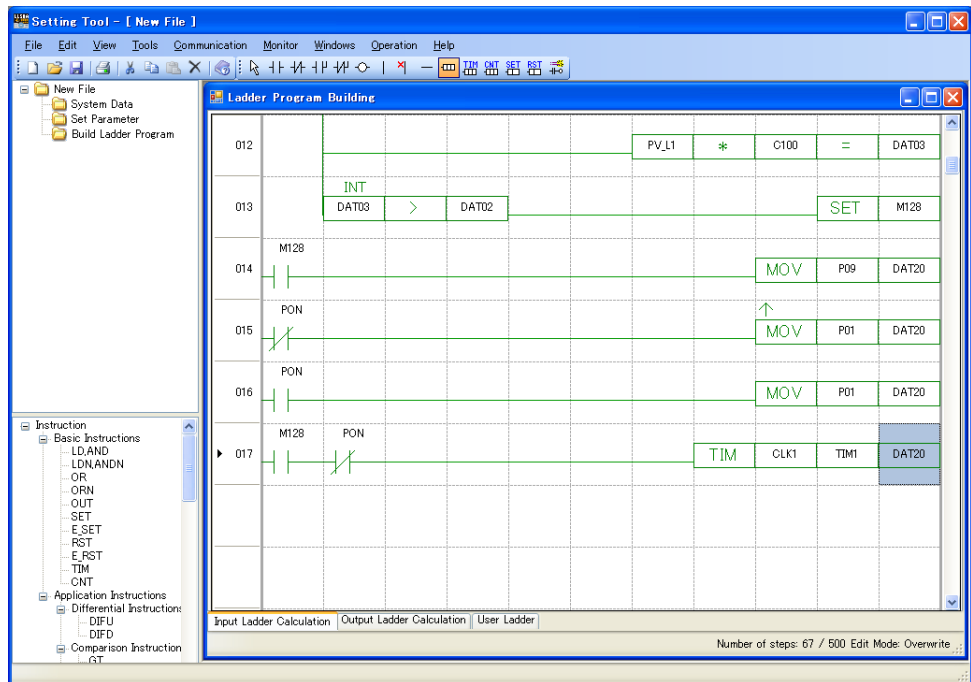 Setting Tool - [ New File ]
File Edit View Tools Communication Monitor Windows Operation Help
TIM CNT SET RST
New File
System Data
Set Parameter
Build Ladder Program
Ladder Program Building
012 PV_L1 * C100 = DAT03
INT
013 DAT03 > DAT02 SET M128
M128
014 MOV P09 DAT20
PON
015 MOV P01 DAT20
PON
016 MOV P01 DAT20
M128 PON
017 TIM CLK1 TIM1 DAT20
Instruction
Basic Instructions
LD,AND
LDN,ANDN
OR
ORN
OUT
SET
E_SET
RST
E_RST
TIM
CNT
Application Instructions
Differential Instructions
DIFU
DIFD
Comparison Instruction
GT
Input Ladder Calculation Output Ladder Calculation User Ladder
Number of steps: 67 / 500 Edit Mode: Overwrite